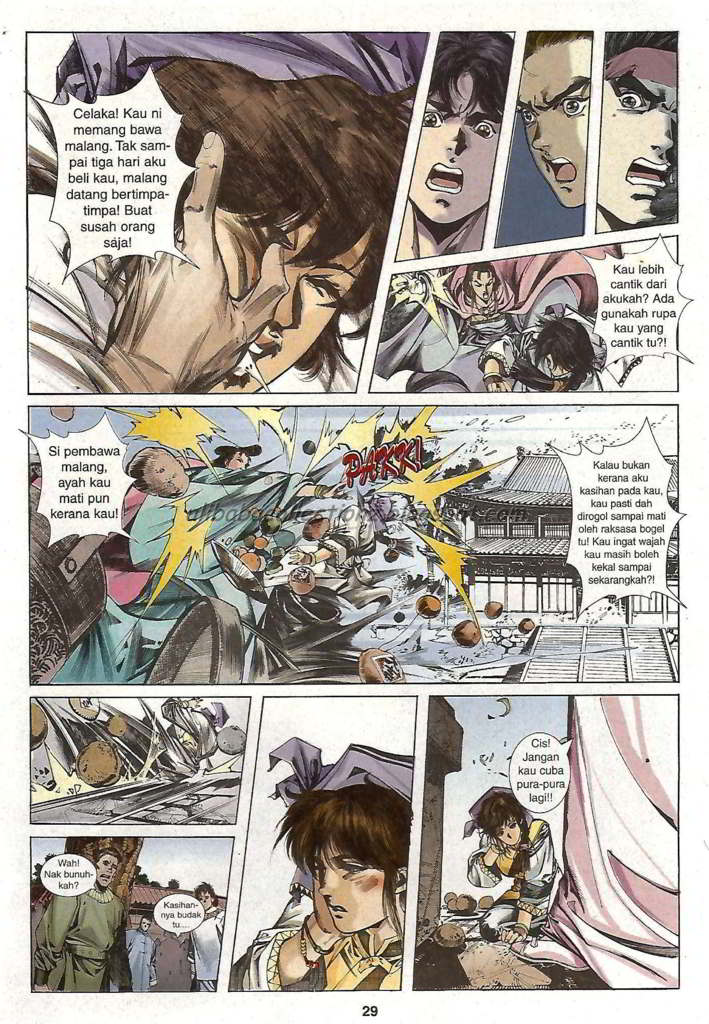 Celaka! Kau ni
memang bawa
malang. Tak sam-
pai tiga hari aku
beli kau, malang
datang bertimpa-
timpa! Buat
susah orang
saja!
Kau lebih
cantik dari
akukah? Ada
gunakah rupa
kau yang
cantik tu?!
Si pembawa
malang,
ayah kau
mati pun
kerana kau!
PAKK!
Kalau bukan
kerana aku
kasihan pada kau,
kau pasti dah
dirogol sampai mati
oleh raksasa bogel
tu! Kau ingat wajah
kau masih boleh
kekal sampai
sekarangkah?!
Cis!
Jangan
kau cuba
pura-pura
lagi!!
Wah!
Nak bunuh-
kah?
Kasihan-
nya budak
tu....
29